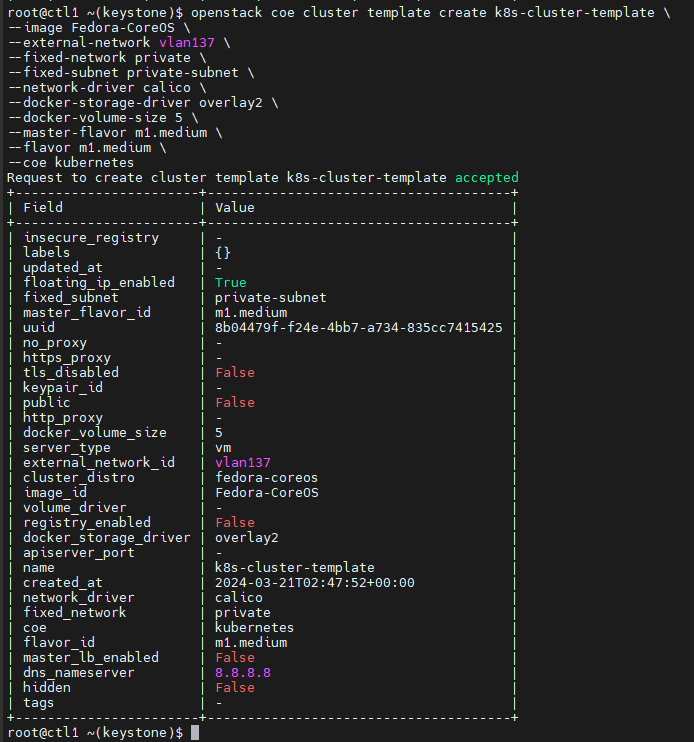 root@ctl1 ~(keystone)$ openstack coe cluster template create k8s-cluster-template \
--image Fedora-CoreOS \
--external-network vlan137 \
--fixed-network private \
--fixed-subnet private-subnet \
--network-driver calico \
--docker-storage-driver overlay2 \
--docker-volume-size 5 \
--master-flavor m1.medium \
--flavor m1.medium \
--coe kubernetes
Request to create cluster template k8s-cluster-template accepted
+-----------------------+--------------------------------------+
| Field                 | Value                                |
+-----------------------+--------------------------------------+
| insecure_registry     | -                                    |
| labels                | {}                                   |
| updated_at            | -                                    |
| floating_ip_enabled   | True                                 |
| fixed_subnet          | private-subnet                       |
| master_flavor_id      | m1.medium                            |
| uuid                  | 8b04479f-f24e-4bb7-a734-835cc7415425 |
| no_proxy              | -                                    |
| https_proxy           | -                                    |
| tls_disabled          | False                                |
| keypair_id            | -                                    |
| public                | False                                |
| http_proxy            | -                                    |
| docker_volume_size    | 5                                    |
| server_type           | vm                                   |
| external_network_id   | vlan137                              |
| cluster_distro        | fedora-coreos                        |
| image_id              | Fedora-CoreOS                        |
| volume_driver         | -                                    |
| registry_enabled      | False                                |
| docker_storage_driver | overlay2                             |
| apiserver_port        | -                                    |
| name                  | k8s-cluster-template                 |
| created_at            | 2024-03-21T02:47:52+00:00            |
| network_driver        | calico                               |
| fixed_network         | private                              |
| coe                   | kubernetes                           |
| flavor_id             | m1.medium                            |
| master_lb_enabled     | False                                |
| dns_nameserver        | 8.8.8.8                              |
| hidden                | False                                |
| tags                  | -                                    |
+-----------------------+--------------------------------------+
root@ctl1 ~(keystone)$